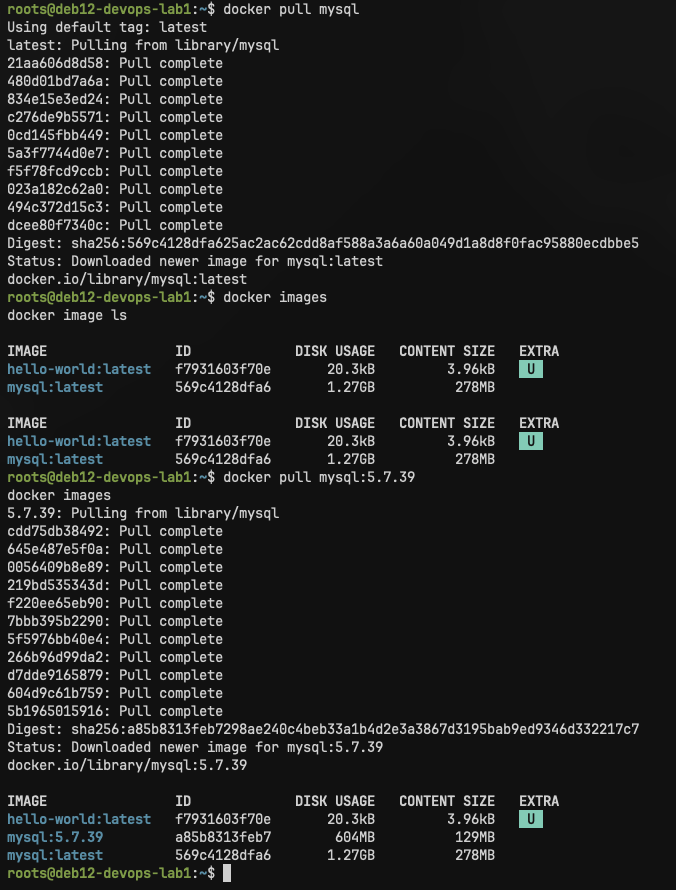 roots@deb12-devops-lab1:~$ docker pull mysql
Using default tag: latest
latest: Pulling from library/mysql
21aa606d8d58: Pull complete
480d01bd7a6a: Pull complete
834e15e3ed24: Pull complete
c276de9b5571: Pull complete
0cd145fbb449: Pull complete
5a3f7744d0e7: Pull complete
f5f78fcd9ccb: Pull complete
023a182c62a0: Pull complete
494c372d15c3: Pull complete
dcee80f7340c: Pull complete
Digest: sha256:569c4128dfa625ac2ac62cdd8af588a3a6a60a049d1a8d8f0fac95880ecdbbe5
Status: Downloaded newer image for mysql:latest
docker.io/library/mysql:latest
roots@deb12-devops-lab1:~$ docker images
docker image ls
IMAGE ID DISK USAGE CONTENT SIZE EXTRA
hello-world:latest f7931603f70e 20.3kB 3.96kB U
mysql:latest 569c4128dfa6 1.27GB 278MB
IMAGE ID DISK USAGE CONTENT SIZE EXTRA
hello-world:latest f7931603f70e 20.3kB 3.96kB U
mysql:latest 569c4128dfa6 1.27GB 278MB
roots@deb12-devops-lab1:~$ docker pull mysql:5.7.39
docker images
5.7.39: Pulling from library/mysql
cdd75db38492: Pull complete
645e487e5f0a: Pull complete
0056409b8e89: Pull complete
219bd535343d: Pull complete
f220ee65eb90: Pull complete
7bbb395b2290: Pull complete
5f5976bb40e4: Pull complete
266b96d99da2: Pull complete
d7dde9165879: Pull complete
604d9c61b759: Pull complete
5b1965015916: Pull complete
Digest: sha256:a85b8313feb7298ae240c4beb33a1b4d2e3a3867d3195bab9ed9346d332217c7
Status: Downloaded newer image for mysql:5.7.39
docker.io/library/mysql:5.7.39
IMAGE ID DISK USAGE CONTENT SIZE EXTRA
hello-world:latest f7931603f70e 20.3kB 3.96kB U
mysql:5.7.39 a85b8313feb7 604MB 129MB
mysql:latest 569c4128dfa6 1.27GB 278MB
roots@deb12-devops-lab1:~$